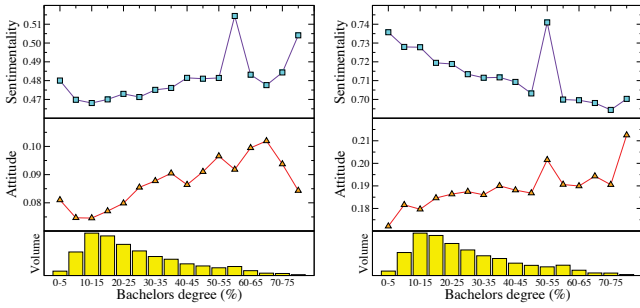 0.51
0.50
0.49
0.48
0.47
Sentimentality
0.10
0.09
0.08
Attitude
Volume
0-5 10-15 20-25 30-35 40-45 50-55 60-65 70-75
Bachelors degree (%)
0.74
0.73
0.72
0.71
0.70
Sentimentality
0.21
0.20
0.19
0.18
Attitude
Volume
0-5 10-15 20-25 30-35 40-45 50-55 60-65 70-75
Bachelors degree (%)